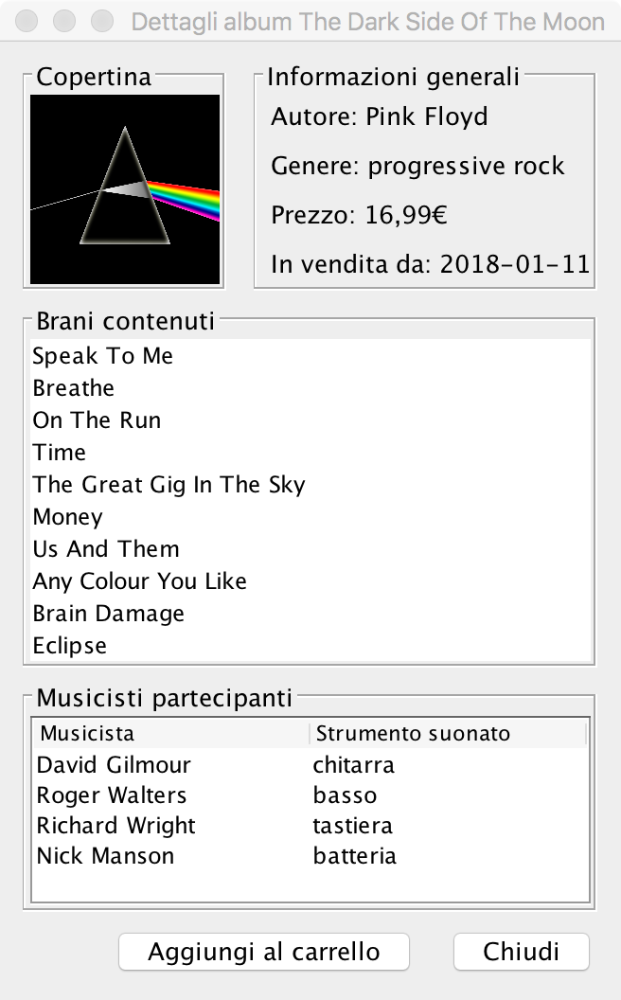 Dettagli album The Dark Side Of The Moon
Copertina
Informazioni generali
Autore: Pink Floyd
Genere: progressive rock
Prezzo: 16,99€
In vendita da: 2018-01-11
Brani contenuti
Speak To Me
Breathe
On The Run
Time
The Great Gig In The Sky
Money
Us And Them
Any Colour You Like
Brain Damage
Eclipse
Musicisti partecipanti
Musicista Strumento suonato
David Gilmour chitarra
Roger Walters basso
Richard Wright tastiera
Nick Manson batteria
Aggiungi al carrello Chiudi